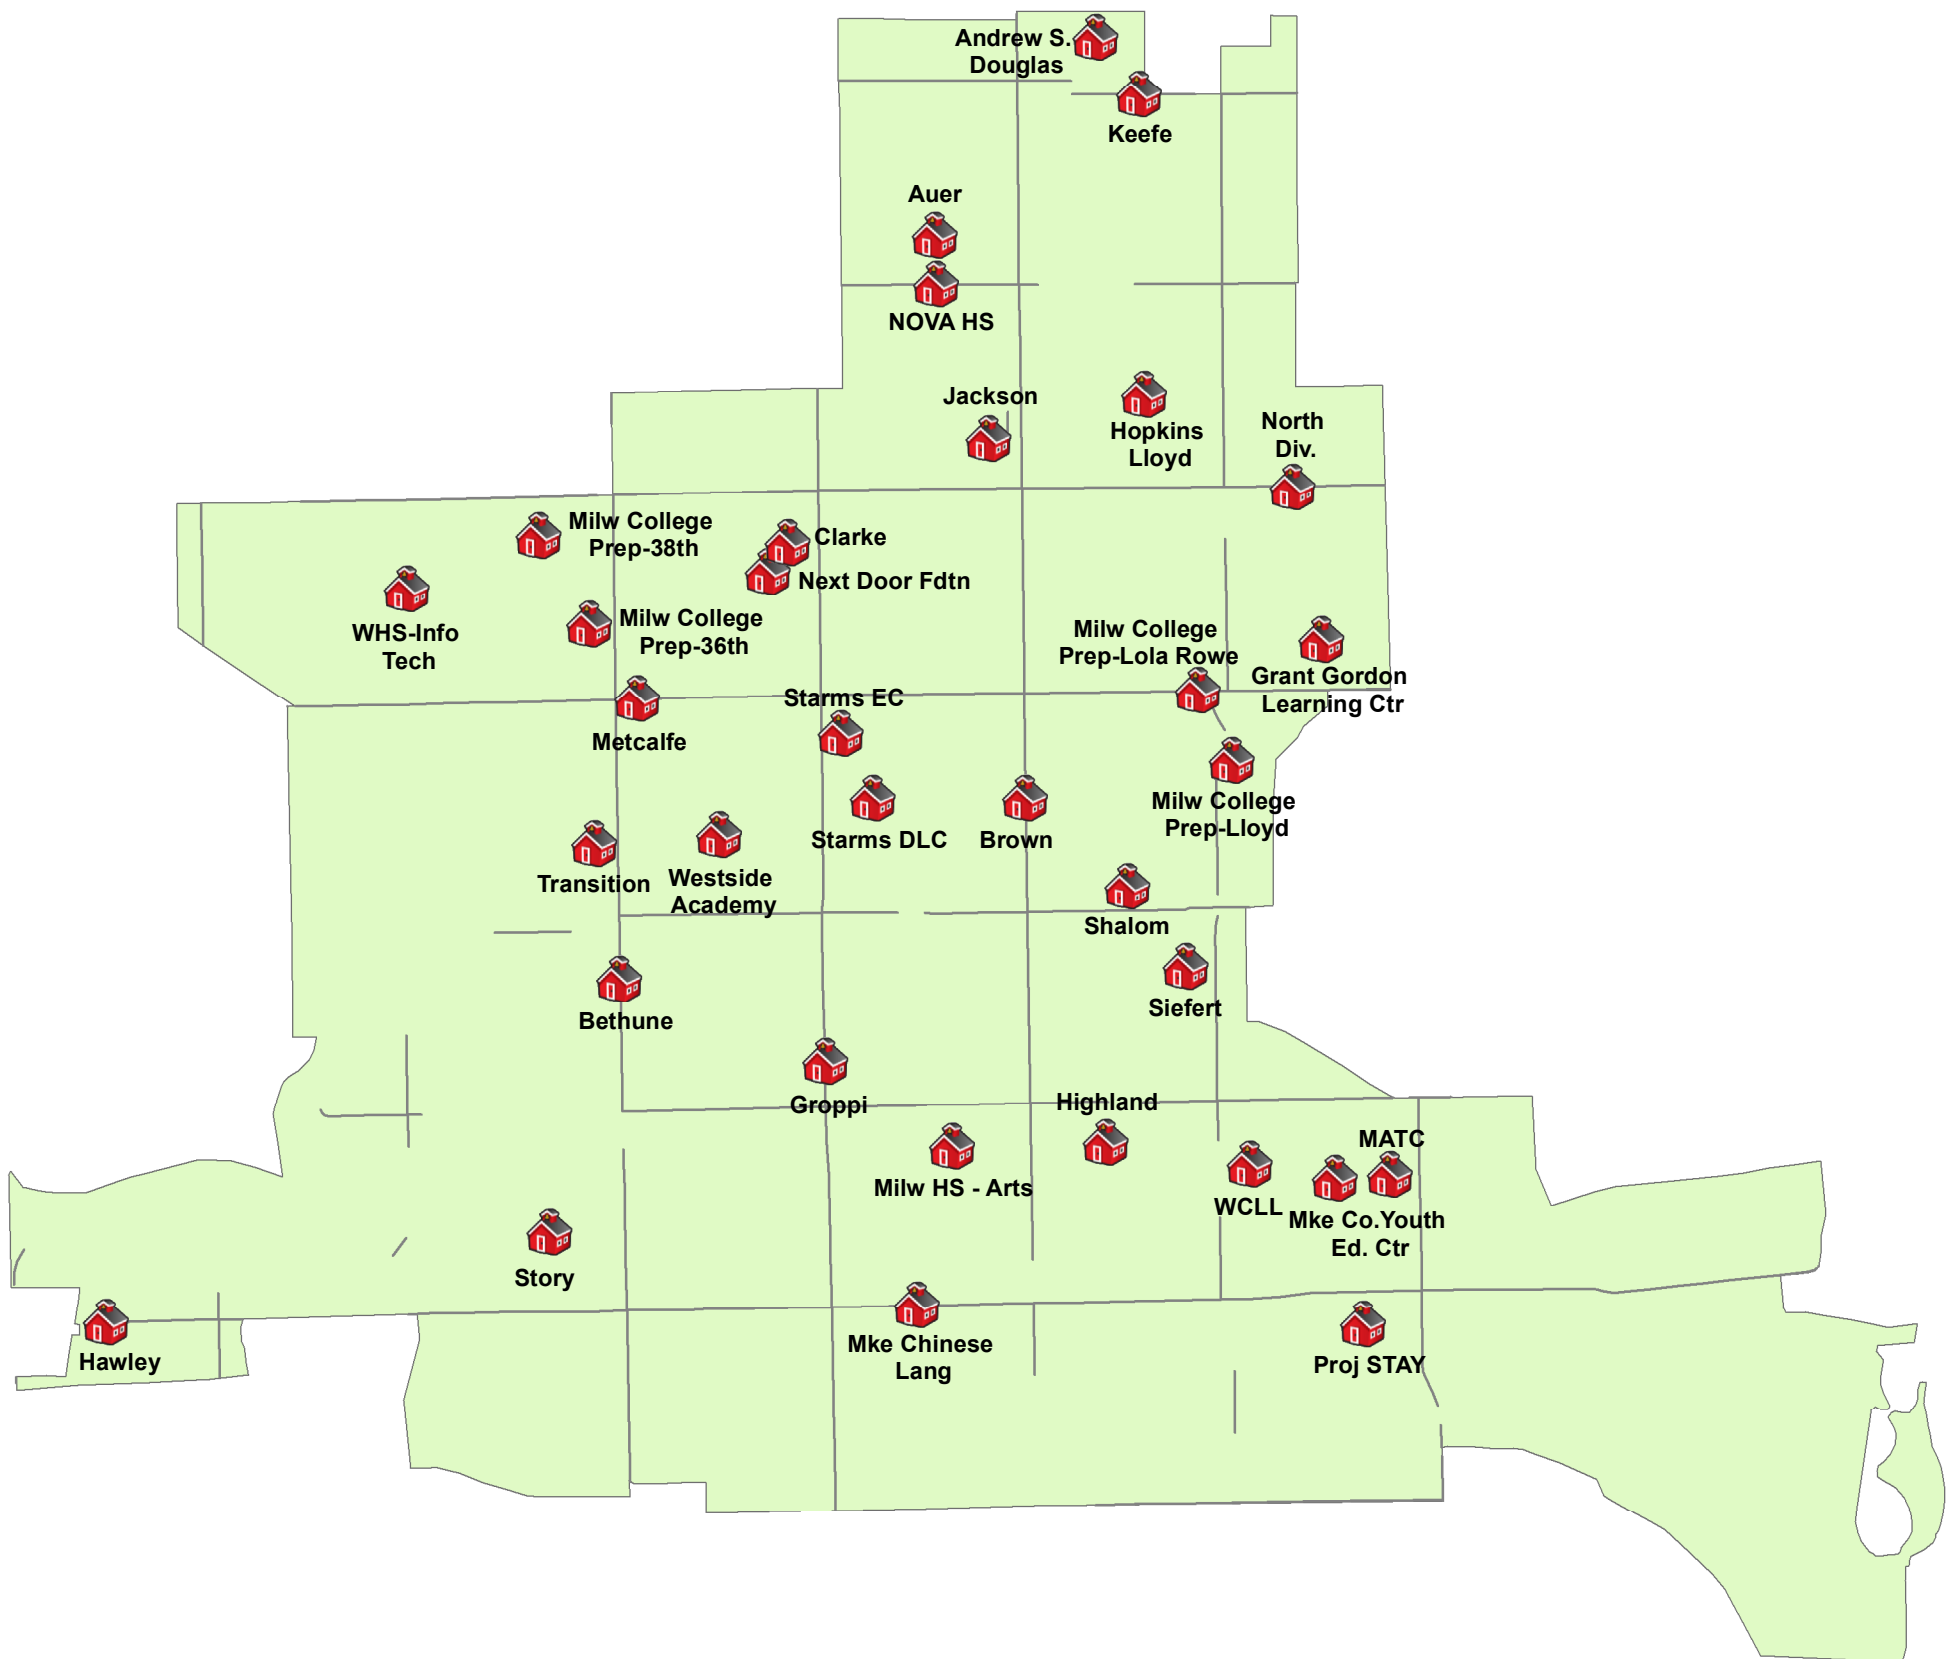 Andrew S.
Douglas
Keefe
Auer
NOVA HS
Jackson
Hopkins
Lloyd
North
Div.
Milw College
Prep-38th
Clarke
Next Door Fdtn
WHS-Info
Tech
Milw College
Prep-36th
Milw College
Prep-Lola Rowe
Grant Gordon
Learning Ctr
Starms EC
Metcalfe
Milw College
Prep-Lloyd
Starms DLC
Brown
Transition
Westside
Academy
Shalom
Siefert
Bethune
Groppi
Highland
MATC
Milw HS - Arts
WCLL
Mke Co.Youth
Ed. Ctr
Story
Mke Chinese
Lang
Hawley
Proj STAY